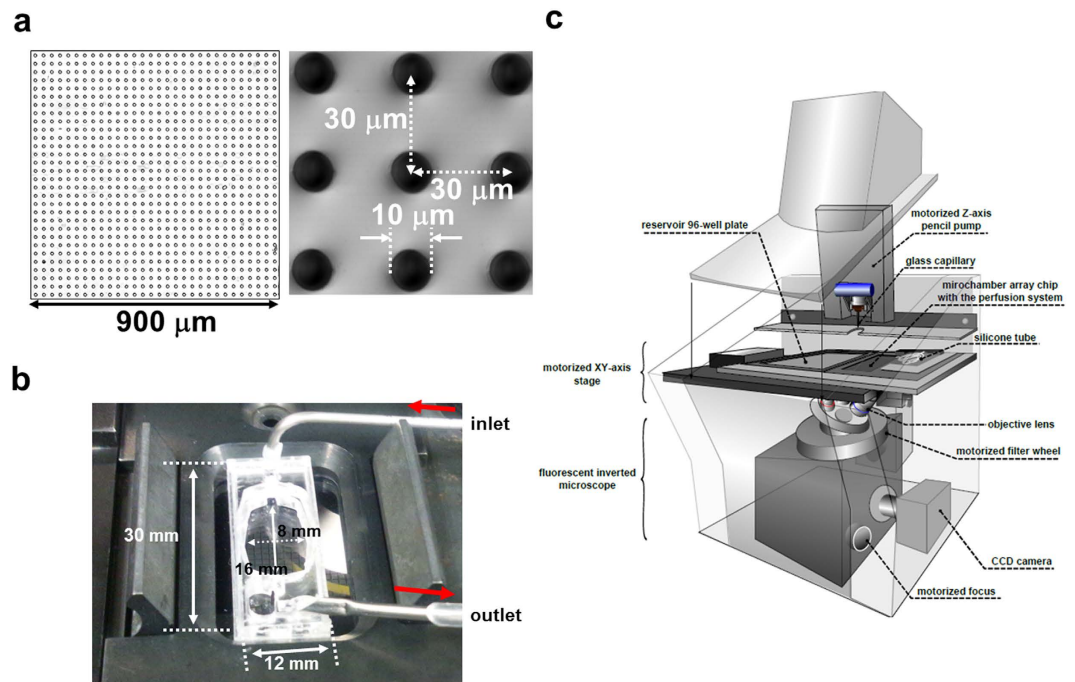 a
30 μm
30 μm
10 μm
900 μm
b
inlet
30 mm
8 mm
16 mm
outlet
12 mm
c
reservoir 96-well plate
motorized Z-axis
pencil pump
glass capillary
mirochamber array chip
with the perfusion system
silicone tube
motorized XY-axis
stage
objective lens
motorized filter wheel
fluorescent inverted
microscope
CCD camera
motorized focus